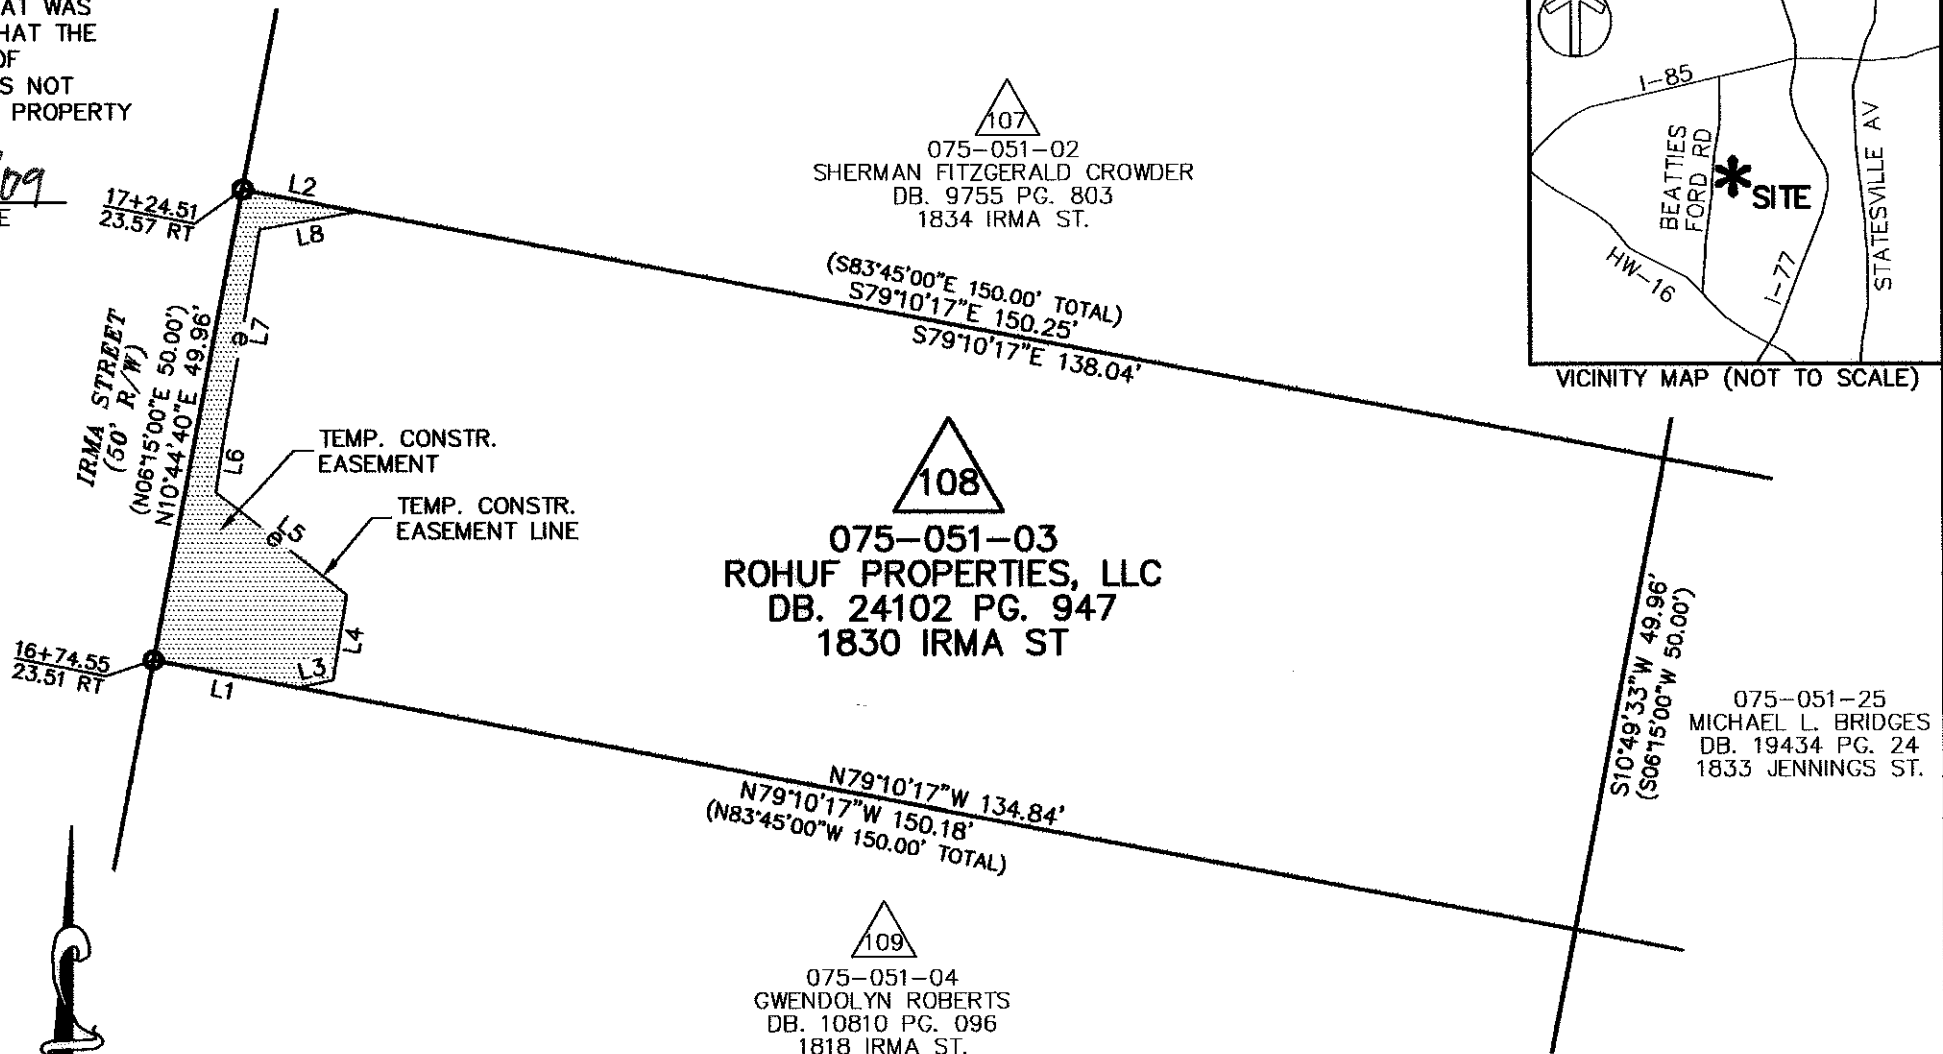 AT WAS
HAT THE
OF
S NOT
PROPERTY
/09
E
17+24.51
23.57 RT
L2
L8
107
075-051-02
SHERMAN FITZGERALD CROWDER
DB. 9755 PG. 803
1834 IRMA ST.
I-85
BEATTIES
FORD RD
SITE
STATESVILLE AV
HW-16
I-77
VICINITY MAP (NOT TO SCALE)
(S83°45'00"E 150.00' TOTAL)
S79°10'17"E 150.25'
S79°10'17"E 138.04'
IRMA STREET
(50' R/W)
(N06°15'00"E 50.00')
N10°44'40"E 49.96'
L7
L6
TEMP. CONSTR.
EASEMENT
TEMP. CONSTR.
EASEMENT LINE
L5
L4
L3
L1
16+74.55
23.51 RT
108
075-051-03
ROHUF PROPERTIES, LLC
DB. 24102 PG. 947
1830 IRMA ST
S10°49'33"W 49.96'
(S06°15'00"W 50.00')
075-051-25
MICHAEL L. BRIDGES
DB. 19434 PG. 24
1833 JENNINGS ST.
N79°10'17"W 134.84'
N79°10'17"W 150.18'
(N83°45'00"W 150.00' TOTAL)
109
075-051-04
GWENDOLYN ROBERTS
DB. 10810 PG. 096
1818 IRMA ST.